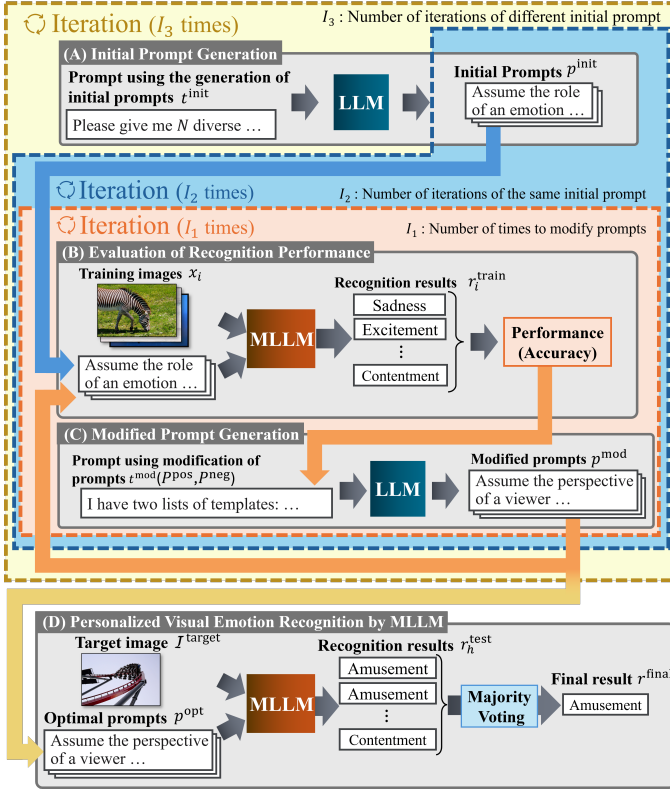 Iteration (I₃ times)
I₃ : Number of iterations of different initial prompt
(A) Initial Prompt Generation
Prompt using the generation of
initial prompts t^init
Please give me N diverse …
LLM
Initial Prompts p^init
Assume the role
of an emotion …
Iteration (I₂ times)
I₂ : Number of iterations of the same initial prompt
Iteration (I₁ times)
I₁ : Number of times to modify prompts
(B) Evaluation of Recognition Performance
Training images x_i
Assume the role
of an emotion …
MLLM
Recognition results r_i^train
Sadness
Excitement
⋮
Contentment
Performance
(Accuracy)
(C) Modified Prompt Generation
Prompt using modification of
prompts t^mod(P^pos, P^neg)
I have two lists of templates: …
LLM
Modified prompts p^mod
Assume the perspective
of a viewer …
(D) Personalized Visual Emotion Recognition by MLLM
Target image I^target
Optimal prompts p^opt
Assume the perspective
of a viewer …
MLLM
Recognition results r_h^test
Amusement
Amusement
⋮
Contentment
Majority
Voting
Final result r^final
Amusement